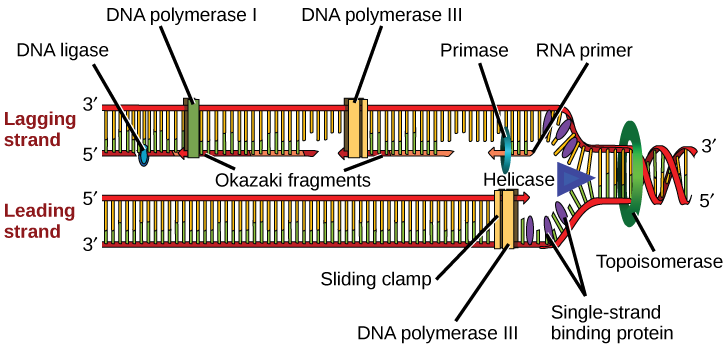 DNA polymerase I
DNA polymerase III
DNA ligase
Primase
RNA primer
3′
Lagging
strand
5′
Okazaki fragments
Helicase
3′
5′
5′
Leading
strand
3′
Sliding clamp
Topoisomerase
DNA polymerase III
Single-strand
binding protein